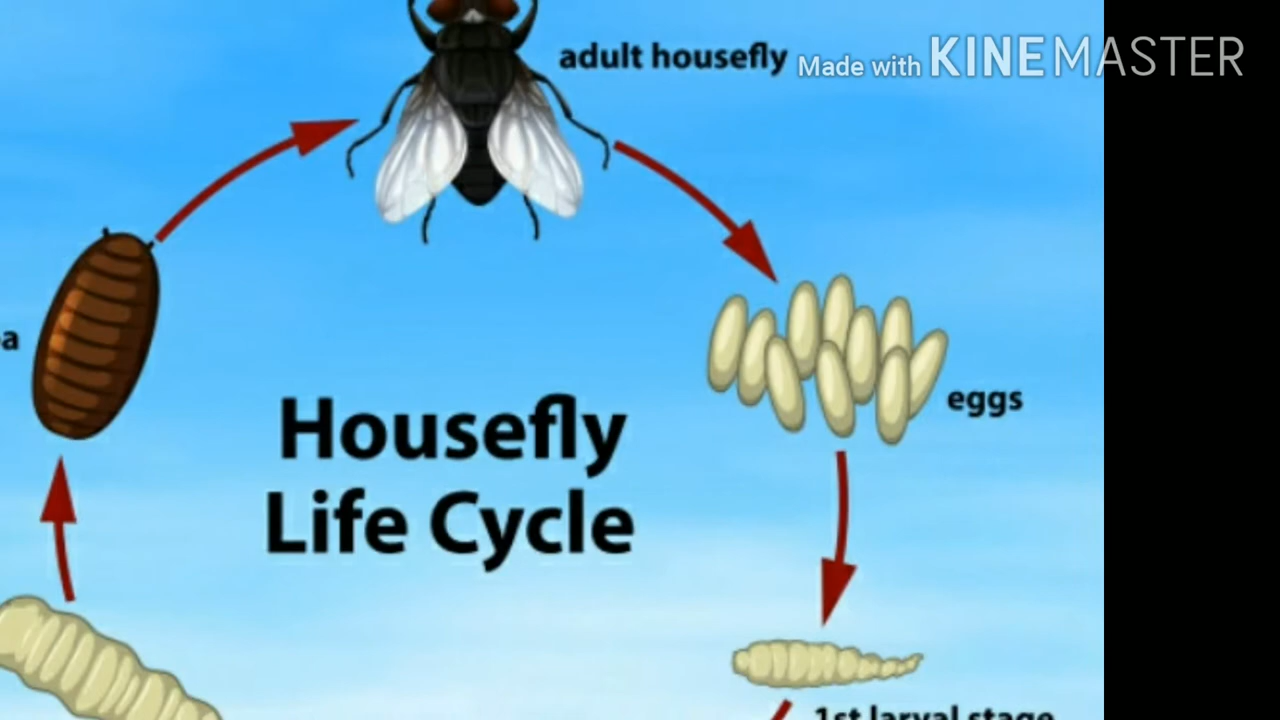 adult housefly
Made with KINEMASTER
eggs
Housefly
Life Cycle
1st larval stage